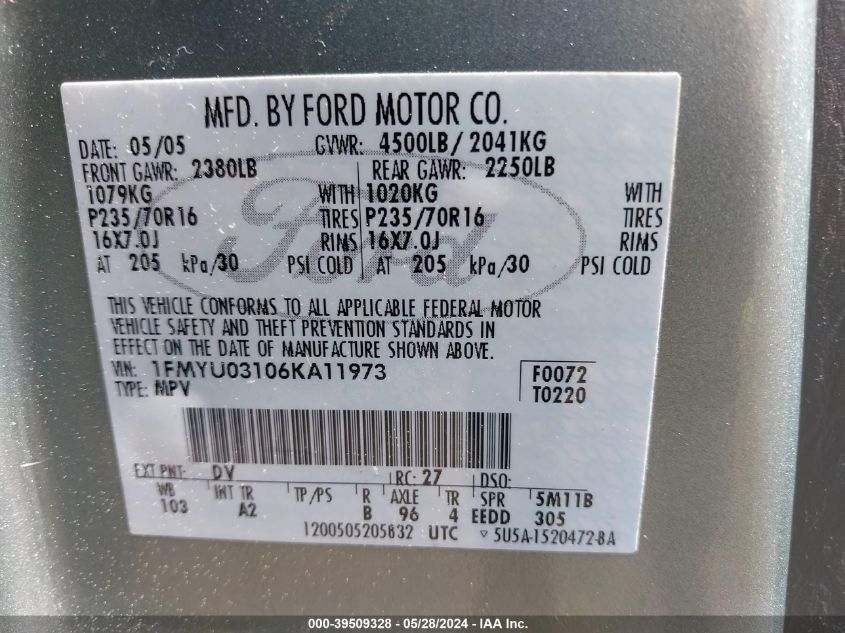 MFD. BY FORD MOTOR CO.
DATE: 05/05 GVWR: 4500LB/2041KG
FRONT GAWR: 2380LB REAR GAWR: 2250LB
1079KG WITH 1020KG WITH
P235/70R16 TIRES P235/70R16 TIRES
16X7.0J RIMS 16X7.0J RIMS
AT 205 kPa/30 PSI COLD AT 205 kPa/30 PSI COLD
Ford
THIS VEHICLE CONFORMS TO ALL APPLICABLE FEDERAL MOTOR
VEHICLE SAFETY AND THEFT PREVENTION STANDARDS IN
EFFECT ON THE DATE OF MANUFACTURE SHOWN ABOVE.
VIN: 1FMYU03106KA11973 F0072
TYPE: MPV T0220
EXT PNT: DV RC: 27 DSO:
WB INT TR TP/PS R AXLE TR SPR 5M11B
103 A2 B 96 4 EEDD 305
1200505205832 UTC ▽ 5U5A-1520472-BA
000-39509328 - 05/28/2024 - IAA Inc.